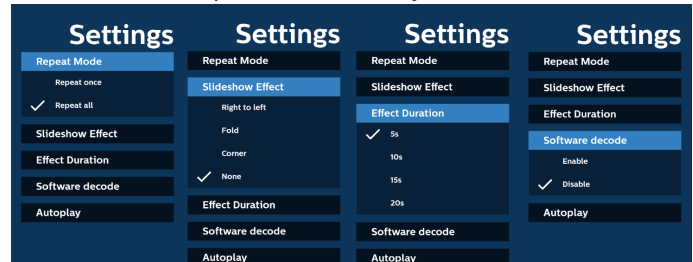 Settings
Repeat Mode
Repeat once
Repeat all
Slideshow Effect
Effect Duration
Software decode
Autoplay
Settings
Repeat Mode
Slideshow Effect
Right to left
Fold
Corner
None
Effect Duration
Software decode
Autoplay
Settings
Repeat Mode
Slideshow Effect
Effect Duration
5s
10s
15s
20s
Software decode
Autoplay
Settings
Repeat Mode
Slideshow Effect
Effect Duration
Software decode
Enable
Disable
Autoplay